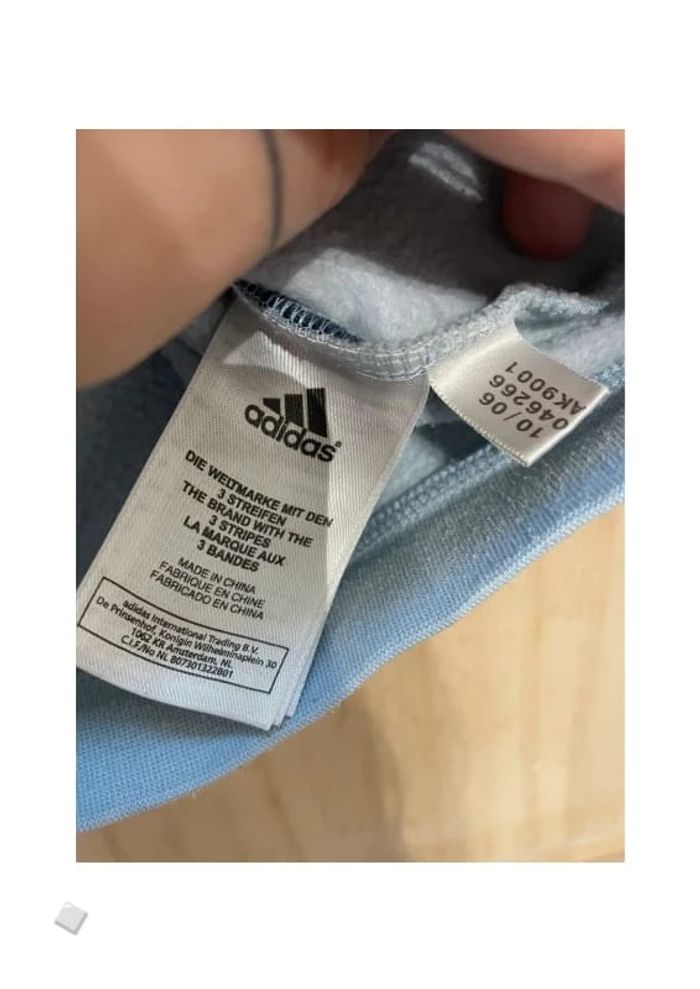 adidas®
DIE WELTMARKE MIT DEN
3 STREIFEN
THE BRAND WITH THE
3 STRIPES
LA MARQUE AUX
3 BANDES
MADE IN CHINA
FABRIQUE EN CHINE
FABRICADO EN CHINA
adidas International Trading B.V.
De Prinsenhof, Konigin Wilhelminaplein 30
1062 KR Amsterdam, NL
C.I.F/No NL 807301322B01
10/06
046266
AK9001